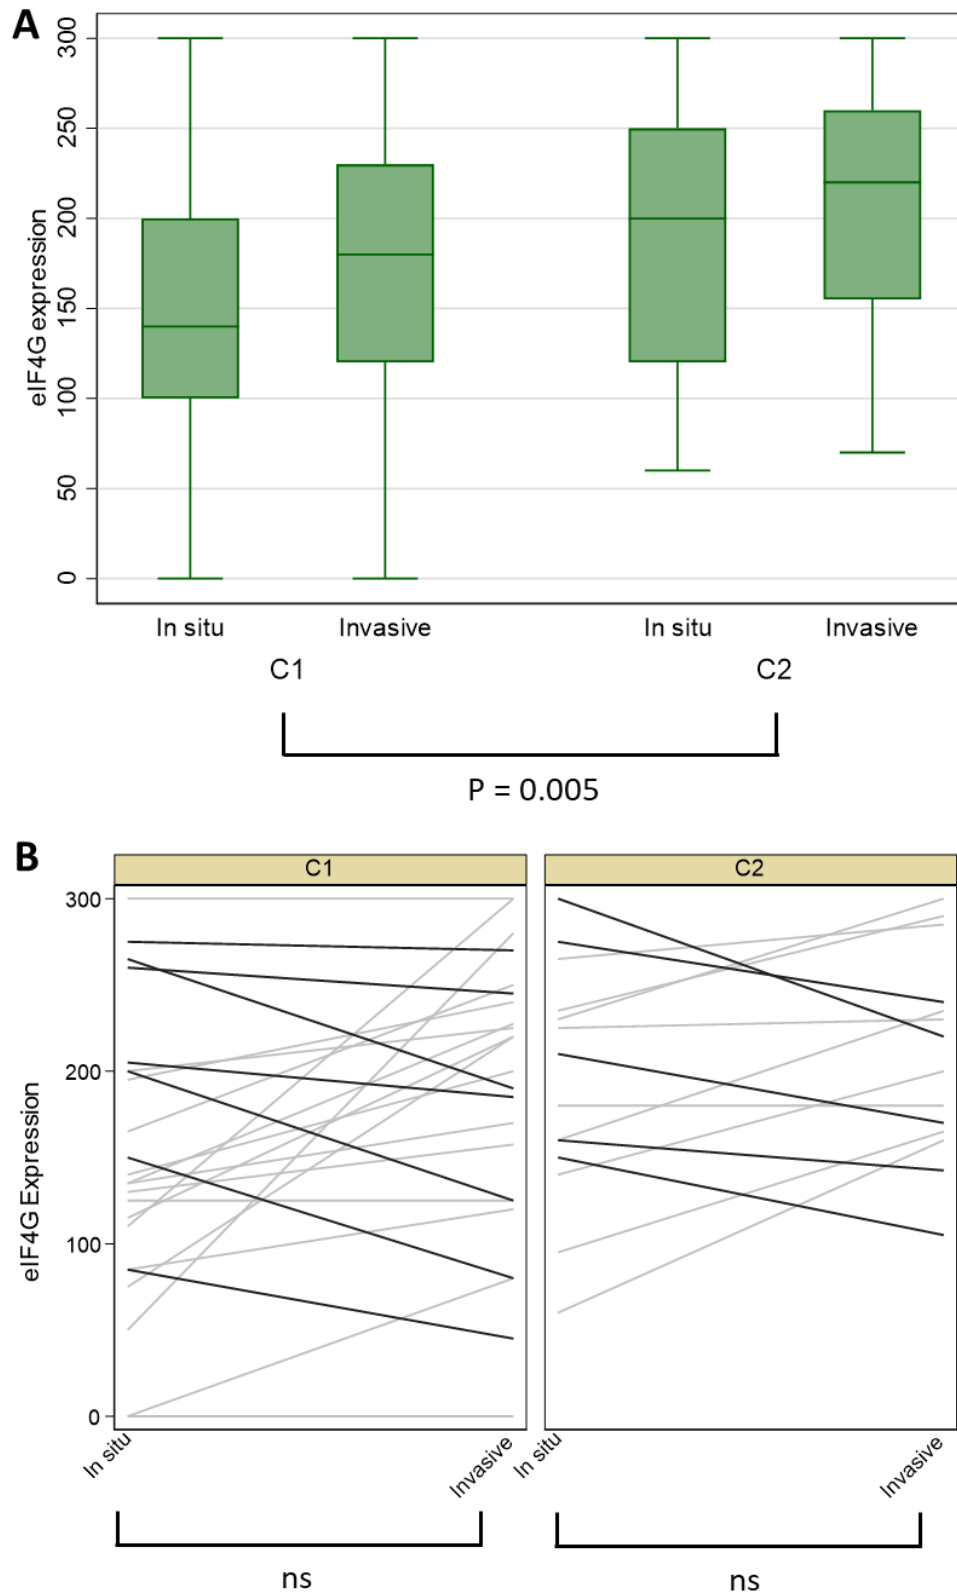 A
300
250
200
150
100
50
0
eIF4G expression
In situ Invasive In situ Invasive
C1 C2
P = 0.005
B
C1 C2
300
200
100
0
eIF4G Expression
In situ Invasive In situ Invasive
ns ns